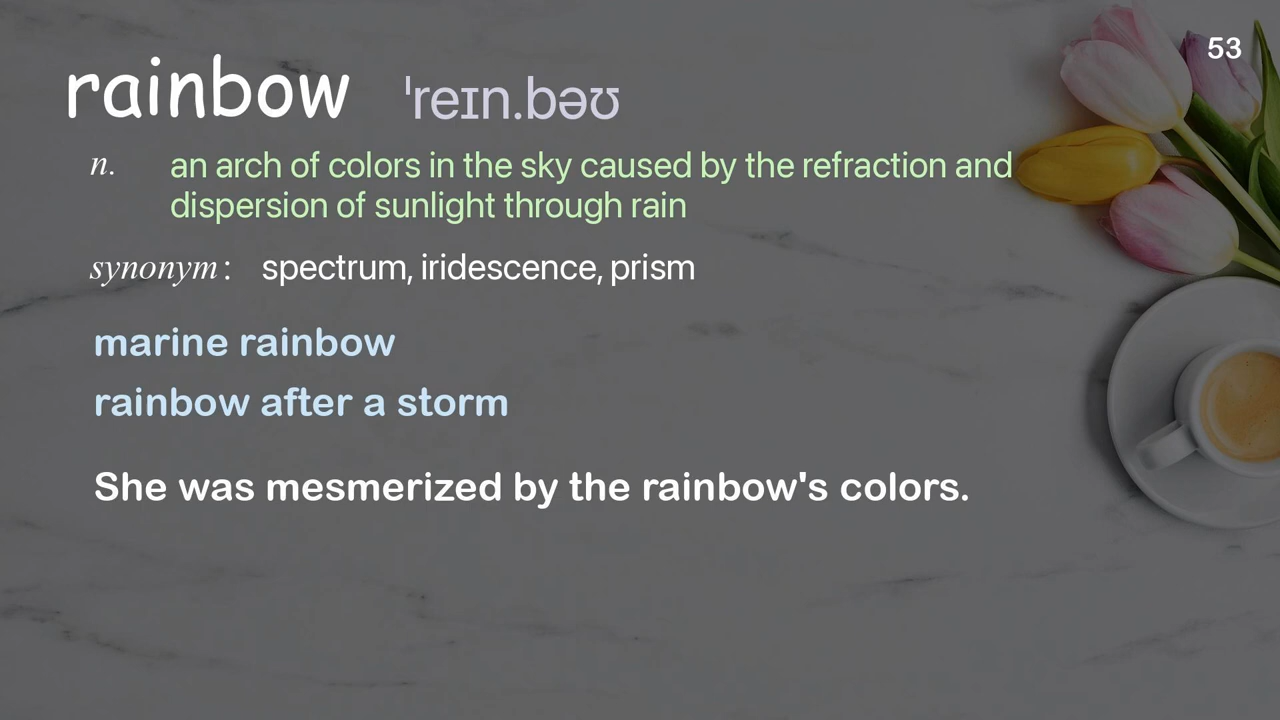 53
rainbow ˈreɪn.bəʊ
n. an arch of colors in the sky caused by the refraction and
dispersion of sunlight through rain
synonym: spectrum, iridescence, prism
marine rainbow
rainbow after a storm
She was mesmerized by the rainbow's colors.